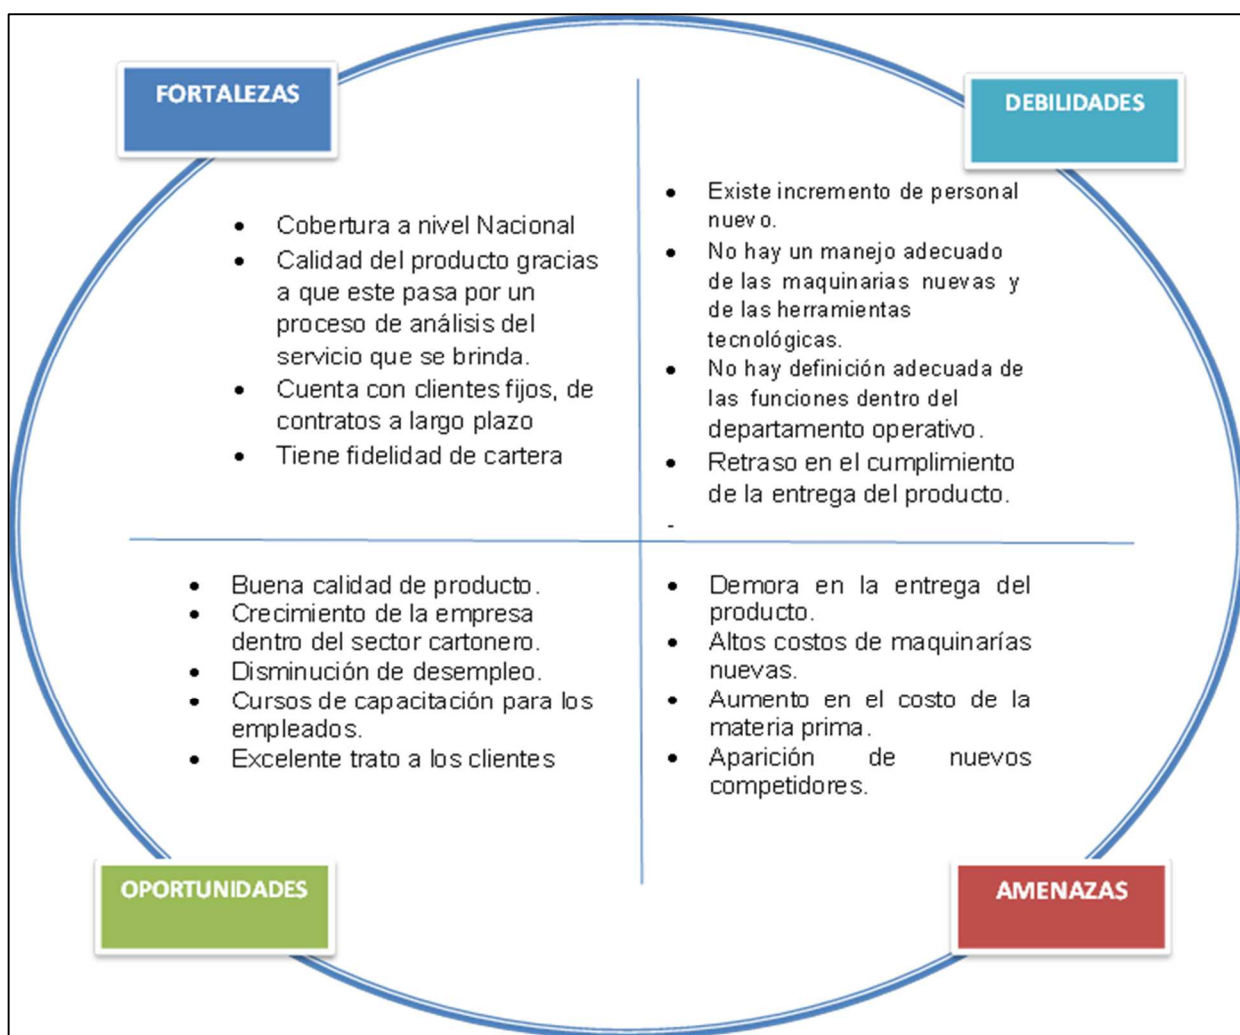 FORTALEZAS
• Cobertura a nivel Nacional
• Calidad del producto gracias
a que este pasa por un
proceso de análisis del
servicio que se brinda.
• Cuenta con clientes fijos, de
contratos a largo plazo
• Tiene fidelidad de cartera
DEBILIDADES
• Existe incremento de personal
nuevo.
• No hay un manejo adecuado
de las maquinarias nuevas y
de las herramientas
tecnológicas.
• No hay definición adecuada de
las funciones dentro del
departamento operativo.
• Retraso en el cumplimiento
de la entrega del producto.
-
• Buena calidad de producto.
• Crecimiento de la empresa
dentro del sector cartonero.
• Disminución de desempleo.
• Cursos de capacitación para los
empleados.
• Excelente trato a los clientes
OPORTUNIDADES
• Demora en la entrega del
producto.
• Altos costos de maquinarías
nuevas.
• Aumento en el costo de la
materia prima.
• Aparición de nuevos
competidores.
AMENAZAS